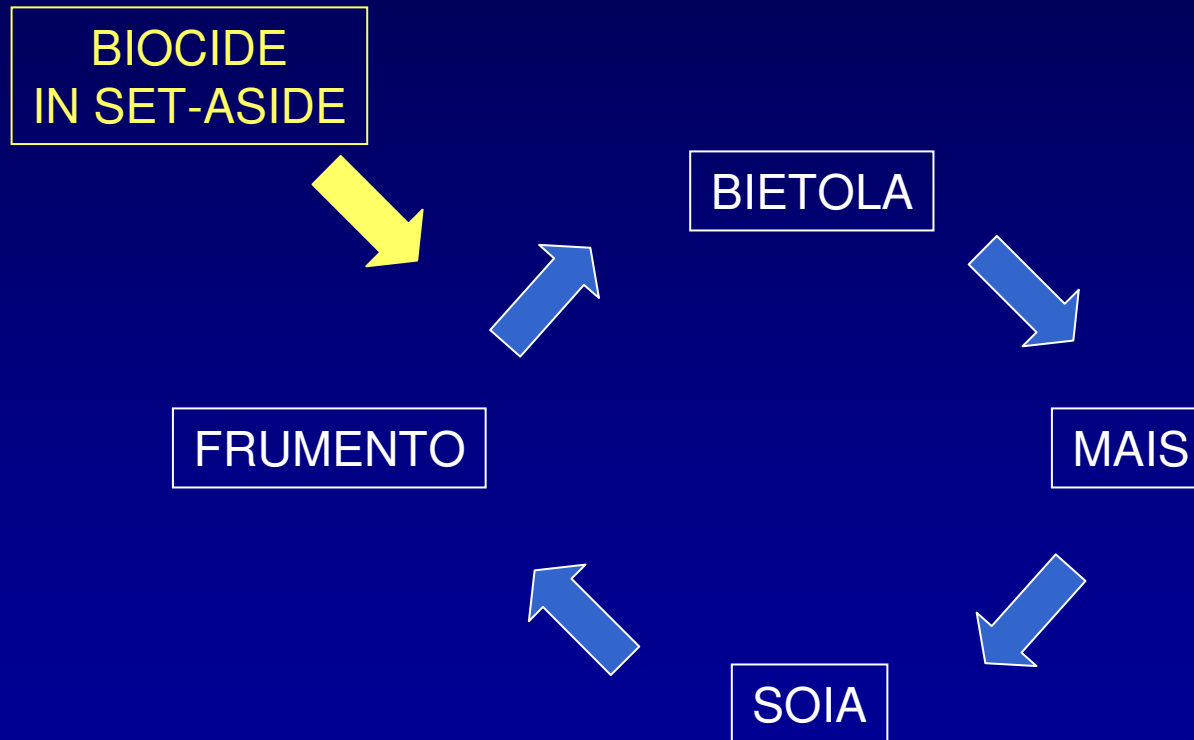 BIOCIDE
IN SET-ASIDE
BIETOLA
FRUMENTO
MAIS
SOIA